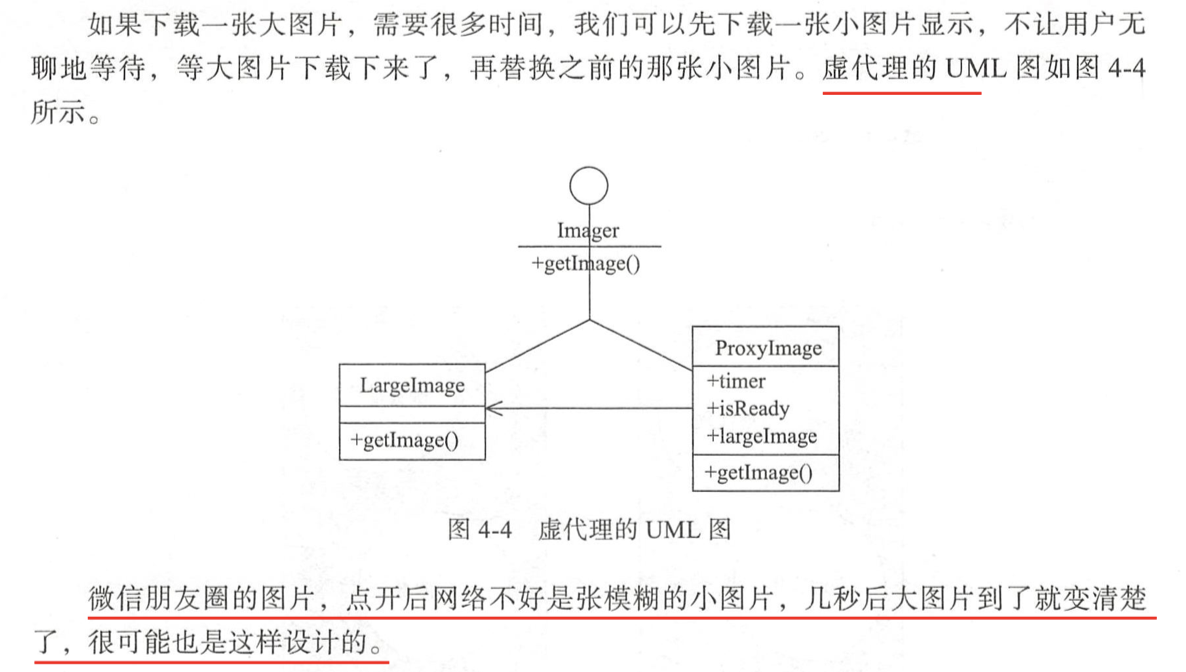 如果下载一张大图片，需要很多时间，我们可以先下载一张小图片显示，不让用户无
聊地等待，等大图片下载下来了，再替换之前的那张小图片。虚代理的 UML 图如图 4-4
所示。
Imager
+getImage()
LargeImage
+getImage()
ProxyImage
+timer
+isReady
+largeImage
+getImage()
图 4-4　虚代理的 UML 图
微信朋友圈的图片，点开后网络不好是张模糊的小图片，几秒后大图片到了就变清楚
了，很可能也是这样设计的。